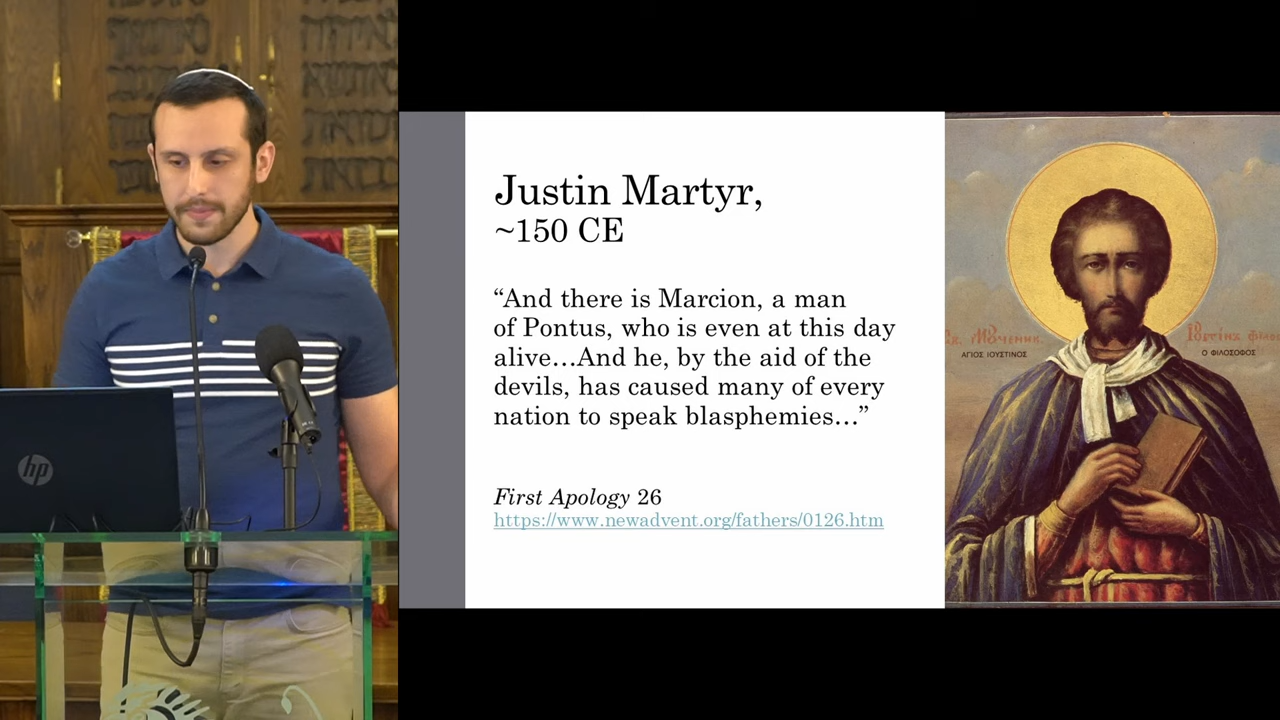 Justin Martyr,
~150 CE
“And there is Marcion, a man
of Pontus, who is even at this day
alive…And he, by the aid of the
devils, has caused many of every
nation to speak blasphemies…”
First Apology 26
https://www.newadvent.org/fathers/0126.htm
ΑΓΙΟΣ ΙΟΥΣΤΙΝΟΣ
Ο ΦΙΛΟΣΟΦΟΣ
hp